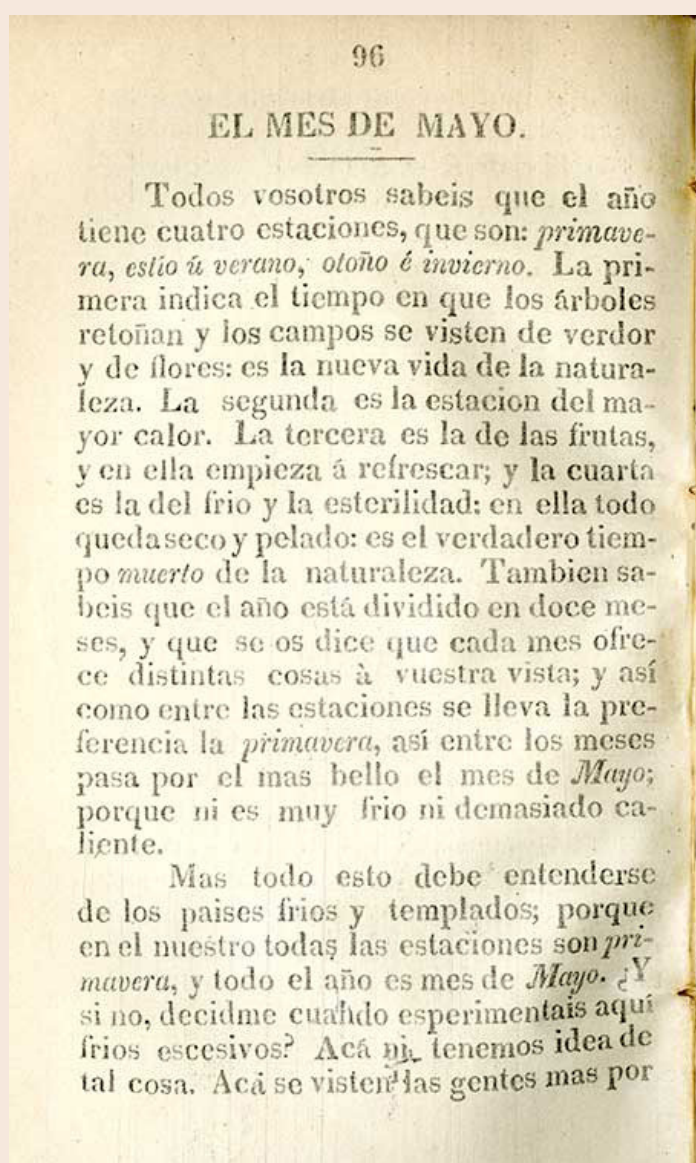 96
EL MES DE MAYO.
Todos vosotros sabeis que el año
tiene cuatro estaciones, que son: primave-
ra, estio ú verano, otoño é invierno. La pri-
mera indica el tiempo en que los árboles
retoñan y los campos se visten de verdor
y de flores: es la nueva vida de la natura-
leza. La segunda es la estacion del ma-
yor calor. La tercera es la de las frutas,
y en ella empieza á refrescar; y la cuarta
es la del frio y la esterilidad: en ella todo
queda seco y pelado: es el verdadero tiem-
po muerto de la naturaleza. Tambien sa-
beis que el año está dividido en doce me-
ses, y que se os dice que cada mes ofre-
ce distintas cosas à vuestra vista; y así
como entre las estaciones se lleva la pre-
ferencia la primavera, así entre los meses
pasa por el mas bello el mes de Mayo;
porque ni es muy frio ni demasiado ca-
liente.
Mas todo esto debe entenderse
de los paises frios y templados; porque
en el nuestro todas las estaciones son pri-
mavera, y todo el año es mes de Mayo. ¿Y
si no, decidme cuando esperimentais aquí
frios escesivos? Acá ni tenemos idea de
tal cosa. Acá se visten las gentes mas por